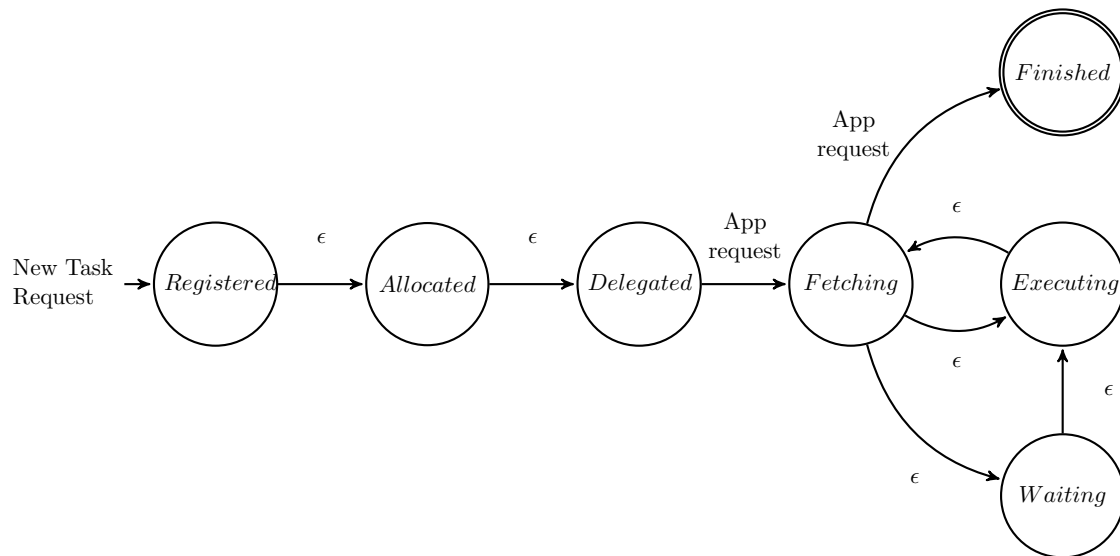 Finished
App
request
ϵ
App
request
ϵ
ϵ
New Task
Request
Registered
Allocated
Delegated
Fetching
Executing
ϵ
ϵ
ϵ
Waiting